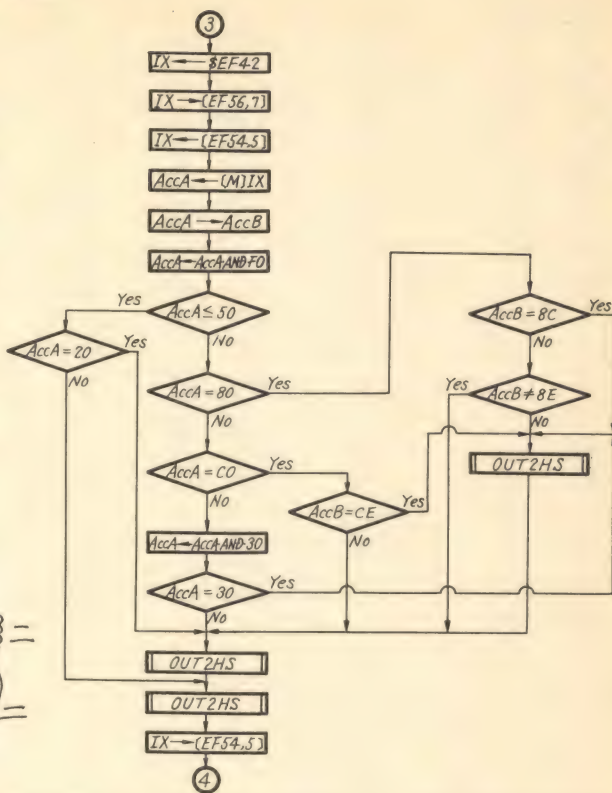 3
IX ← $EF42
IX → (EF56,7)
IX ← (EF54,5)
AccA ← (M)IX
AccA → AccB
AccA ← AccA AND F0
AccA ≤ 50
Yes
No
AccA = 20
Yes
No
AccA = 80
Yes
No
AccB = 8C
Yes
No
AccB ≠ 8E
Yes
No
OUT2HS
AccA = C0
Yes
No
AccB = CE
Yes
No
AccA ← AccA AND 30
AccA = 30
Yes
No
OUT2HS
OUT2HS
IX → (EF54,5)
4